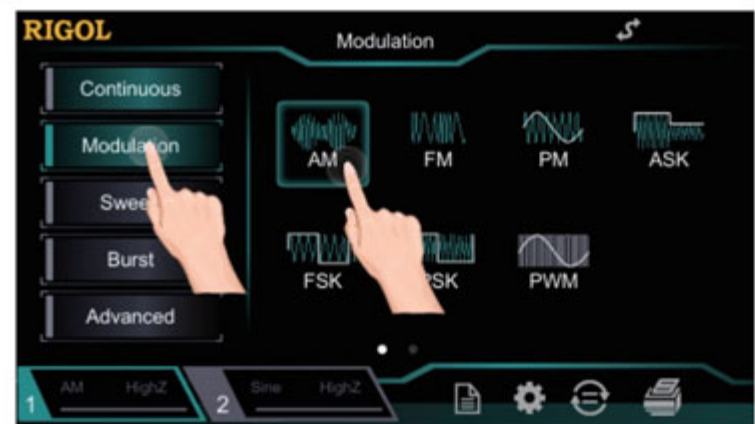 RIGOL
Modulation
Continuous
Modulation
Burst
Advanced
AM
FM
PM
ASK
FSK
PWM
1
AM
HighZ
2
Sine
HighZ